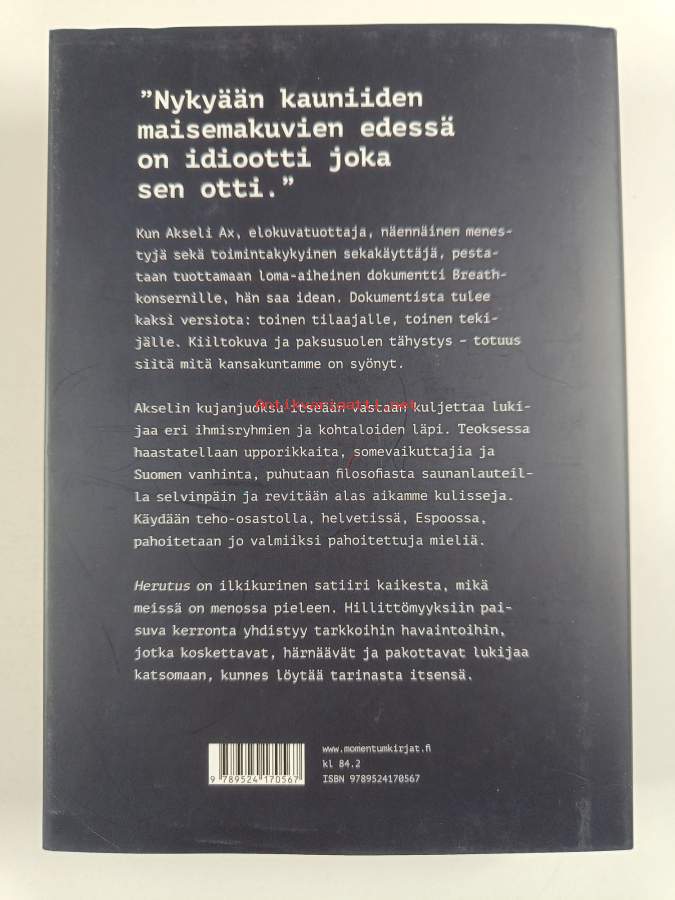 ”Nykyään kauniiden
maisemakuvien edessä
on idiootti joka
sen otti.”
Kun Akseli Ax, elokuvatuottaja, näennäinen menes-
tyjä sekä toimintakykyinen sekakäyttäjä, pesta-
taan tuottamaan loma-aiheinen dokumentti Breath-
konsernille, hän saa idean. Dokumentista tulee
kaksi versiota: toinen tilaajalle, toinen teki-
jälle. Kiiltokuva ja paksusuolen tähystys – totuus
siitä mitä kansakuntamme on syönyt.
Akselin kujanjuoksu itseään vastaan kuljettaa luki-
Antikvariaatti.net
jaa eri ihmisryhmien ja kohtaloiden läpi. Teoksessa
haastatellaan upporikkaita, somevaikuttajia ja
Suomen vanhinta, puhutaan filosofiasta saunanlauteil-
la selvinpäin ja revitään alas aikamme kulisseja.
Käydään teho-osastolla, helvetissä, Espoossa,
pahoitetaan jo valmiiksi pahoitettuja mieliä.
Herutus on ilkikurinen satiiri kaikesta, mikä
meissä on menossa pieleen. Hillittömyyksiin pai-
suva kerronta yhdistyy tarkkoihin havaintoihin,
jotka koskettavat, härnäävät ja pakottavat lukijaa
katsomaan, kunnes löytää tarinasta itsensä.
www.momentumkirjat.fi
kl 84.2
ISBN 9789524170567
9 789524 170567